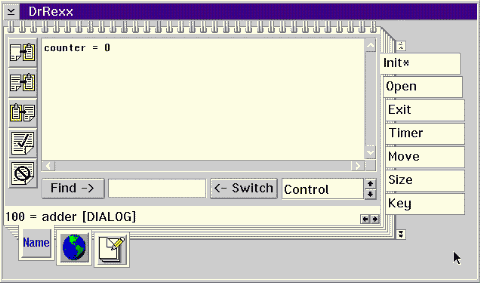 DrRexx
counter = 0
Init*
Open
Exit
Timer
Move
Size
Key
Find -> <- Switch Control
100 = adder [DIALOG]
Name